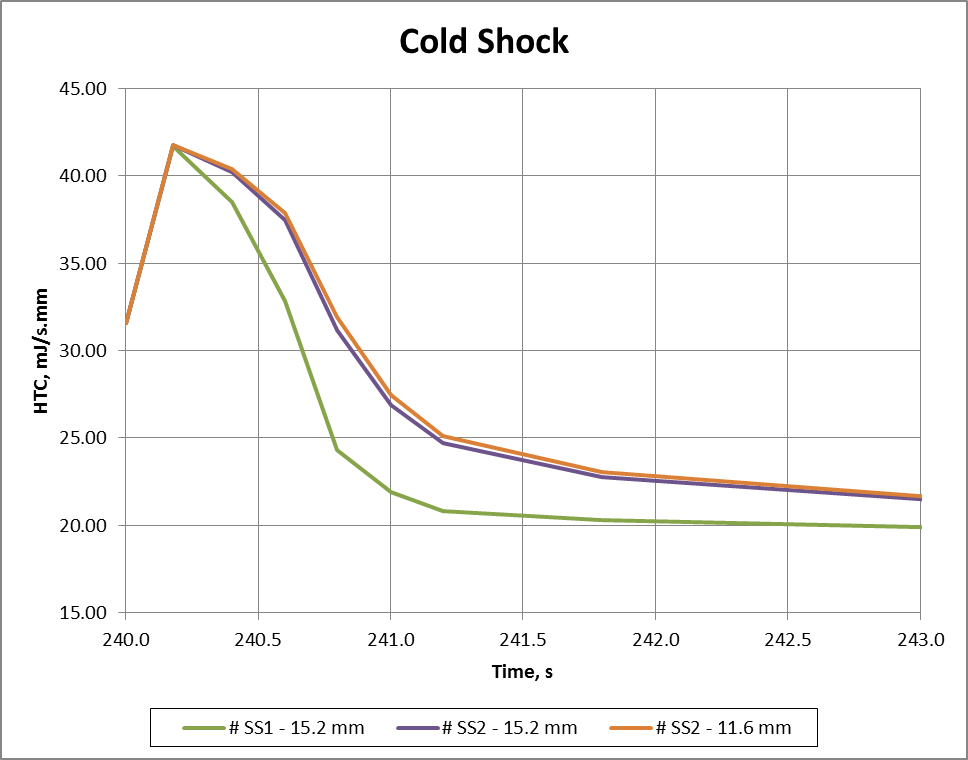 Cold Shock
45.00
40.00
35.00
30.00
25.00
20.00
15.00
HTC, mJ/s.mm
240.0 240.5 241.0 241.5 242.0 242.5 243.0
Time, s
# SS1 - 15.2 mm # SS2 - 15.2 mm # SS2 - 11.6 mm